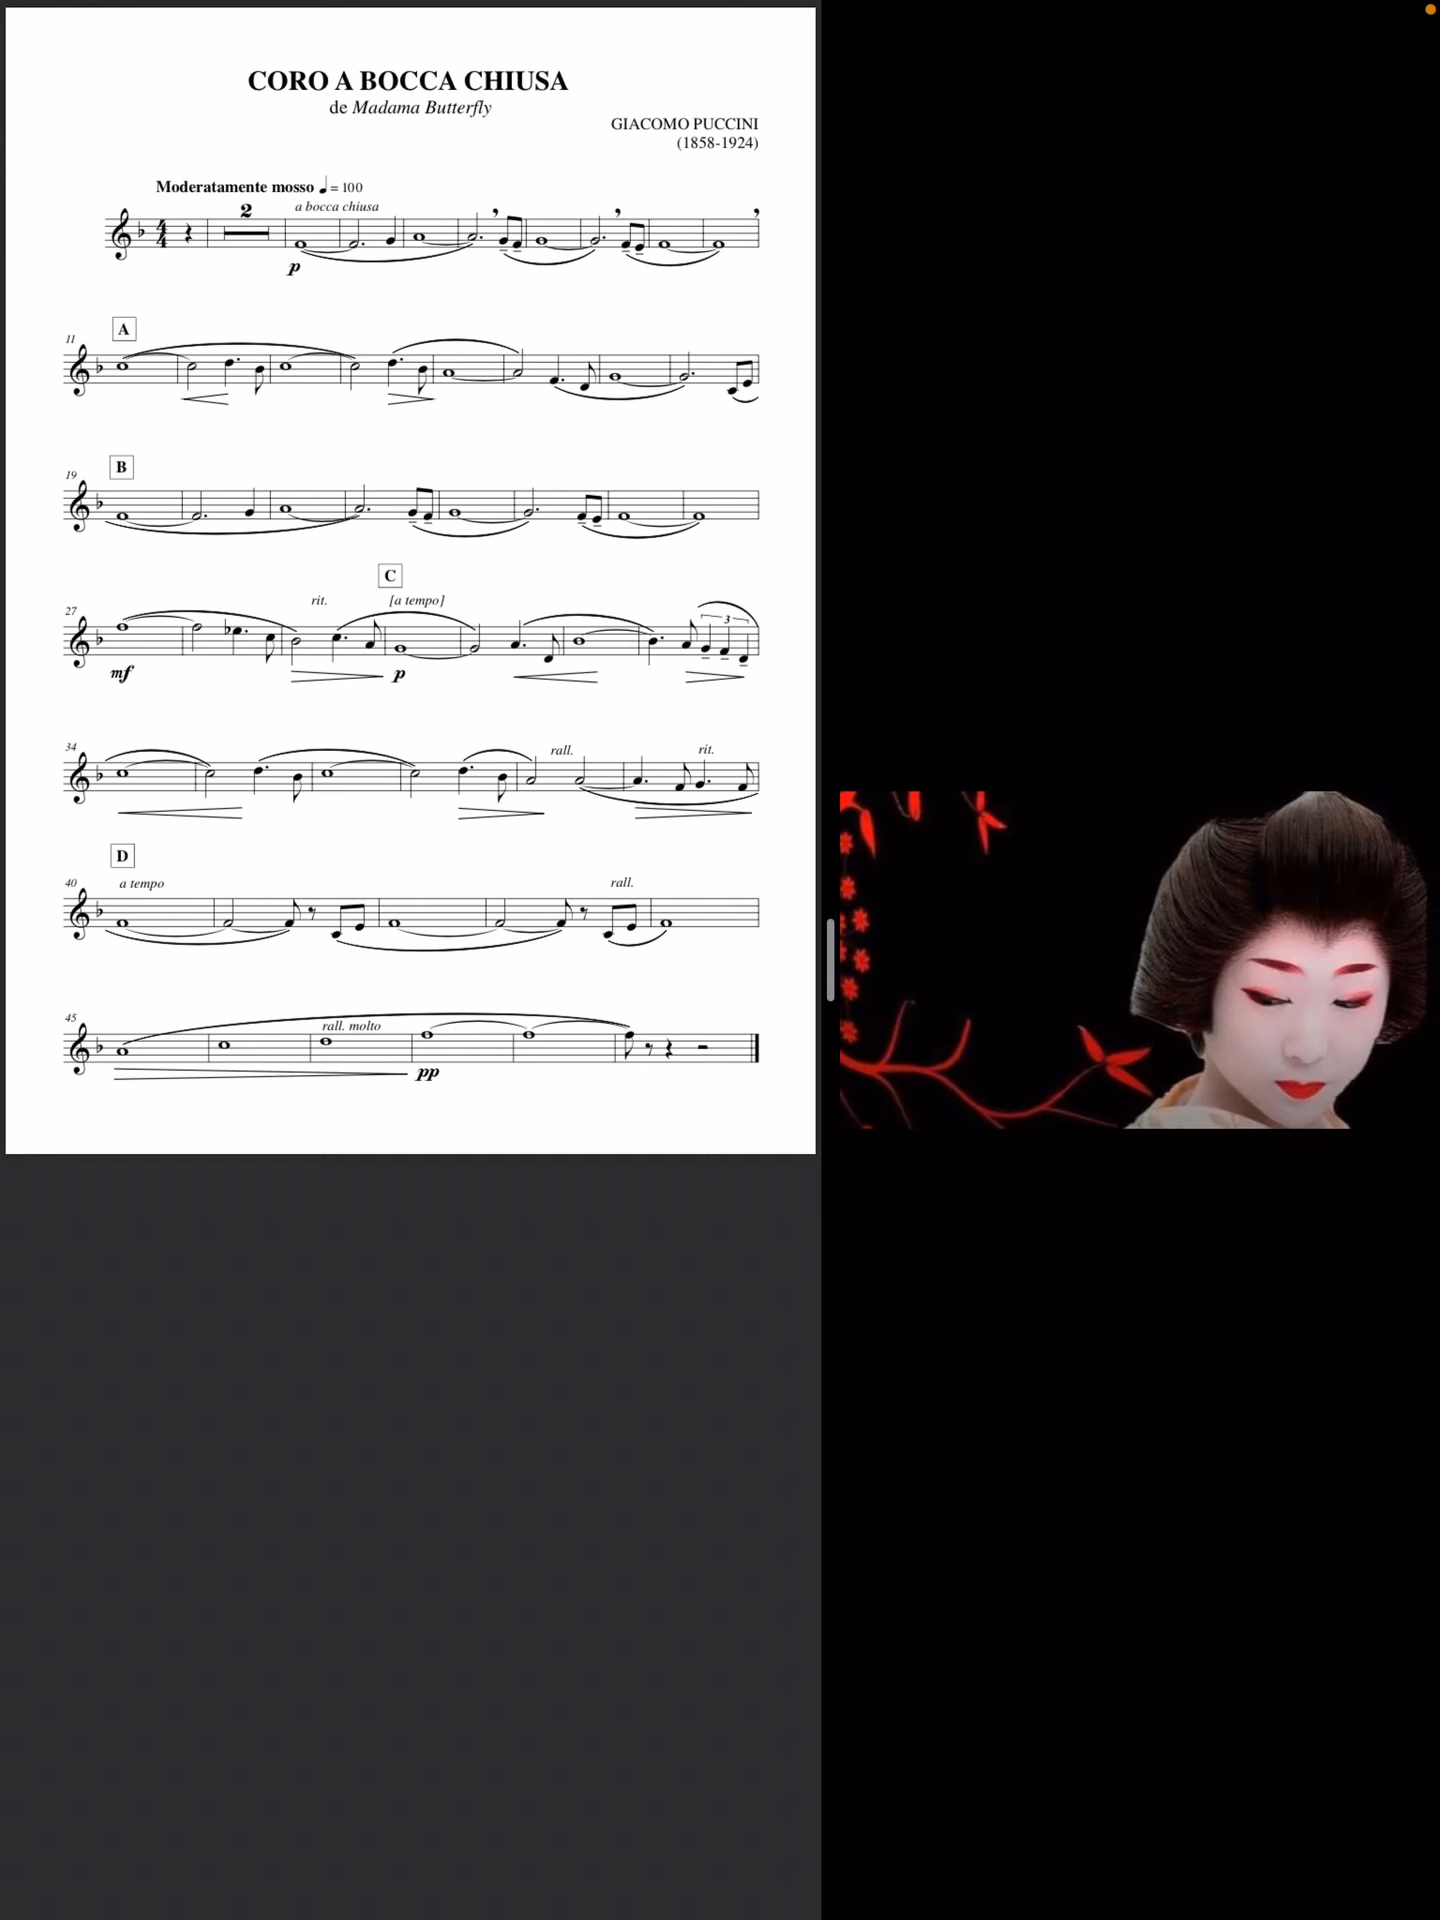 CORO A BOCCA CHIUSA
de Madama Butterfly
GIACOMO PUCCINI
(1858-1924)
Moderatamente mosso ♩ = 100
2
a bocca chiusa
p
11
A
19
B
27
C
rit.
[a tempo]
3
mf
p
34
rall.
rit.
D
40
a tempo
rall.
45
rall. molto
pp